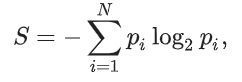 S = − ∑_{i=1}^{N} p_i log_2 p_i,